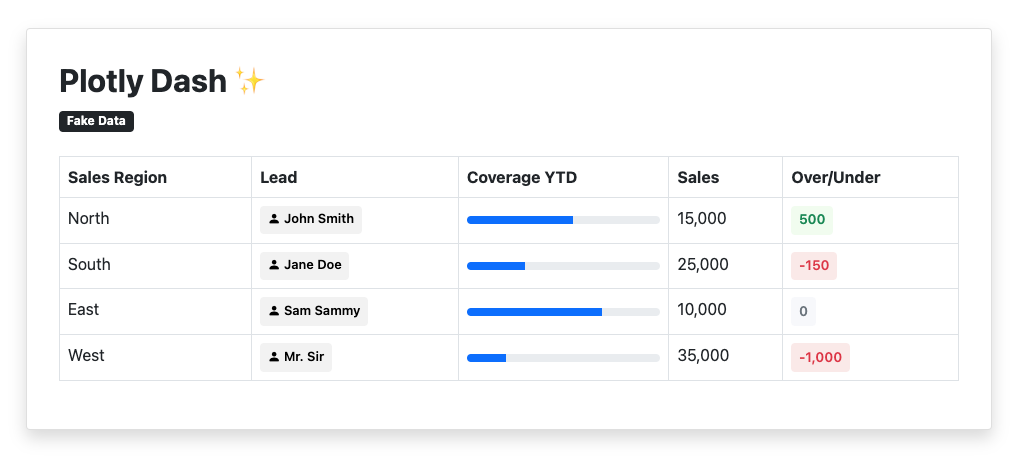 Plotly Dash ✨
Fake Data
Sales Region Lead Coverage YTD Sales Over/Under
North John Smith 15,000 500
South Jane Doe 25,000 -150
East Sam Sammy 10,000 0
West Mr. Sir 35,000 -1,000